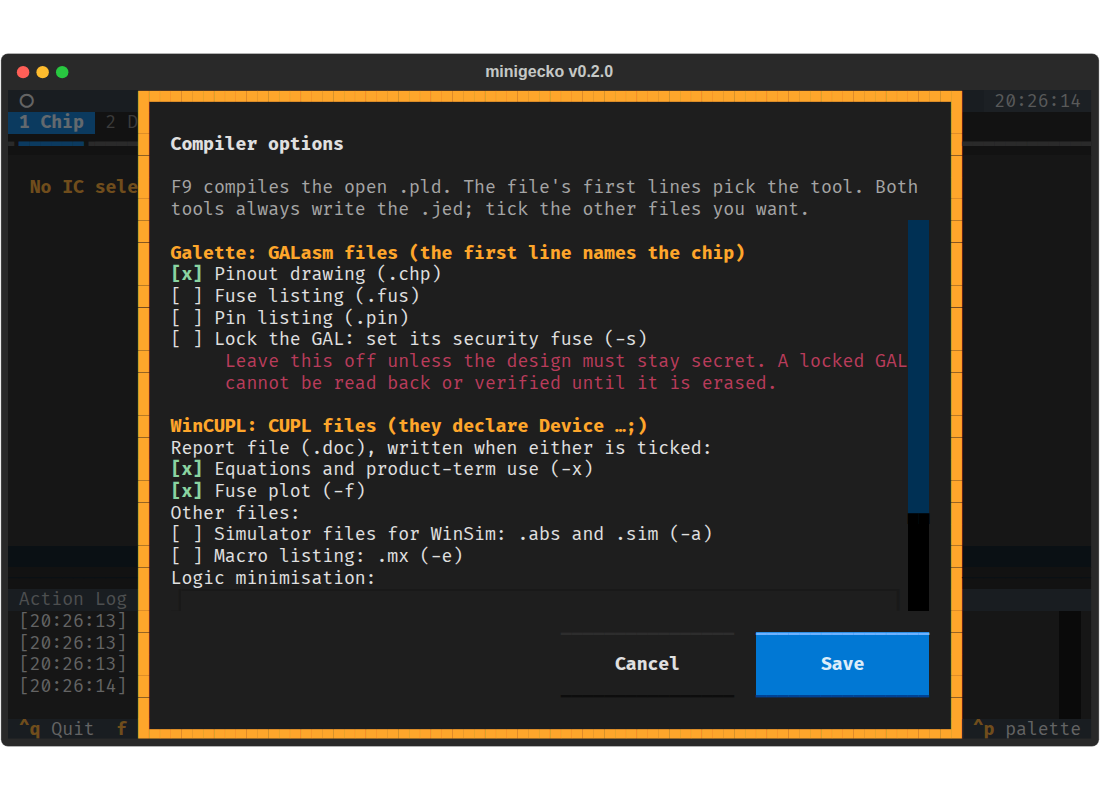 minigecko v0.2.0
20:26:14
1 Chip 2 D
No IC sele
Compiler options
F9 compiles the open .pld. The file's first lines pick the tool. Both
tools always write the .jed; tick the other files you want.
Galette: GALasm files (the first line names the chip)
[x] Pinout drawing (.chp)
[ ] Fuse listing (.fus)
[ ] Pin listing (.pin)
[ ] Lock the GAL: set its security fuse (-s)
Leave this off unless the design must stay secret. A locked GAL
cannot be read back or verified until it is erased.
WinCUPL: CUPL files (they declare Device …;)
Report file (.doc), written when either is ticked:
[x] Equations and product-term use (-x)
[x] Fuse plot (-f)
Other files:
[ ] Simulator files for WinSim: .abs and .sim (-a)
[ ] Macro listing: .mx (-e)
Logic minimisation:
Cancel Save
Action Log
[20:26:13]
[20:26:13]
[20:26:13]
[20:26:14]
^q Quit f ^p palette